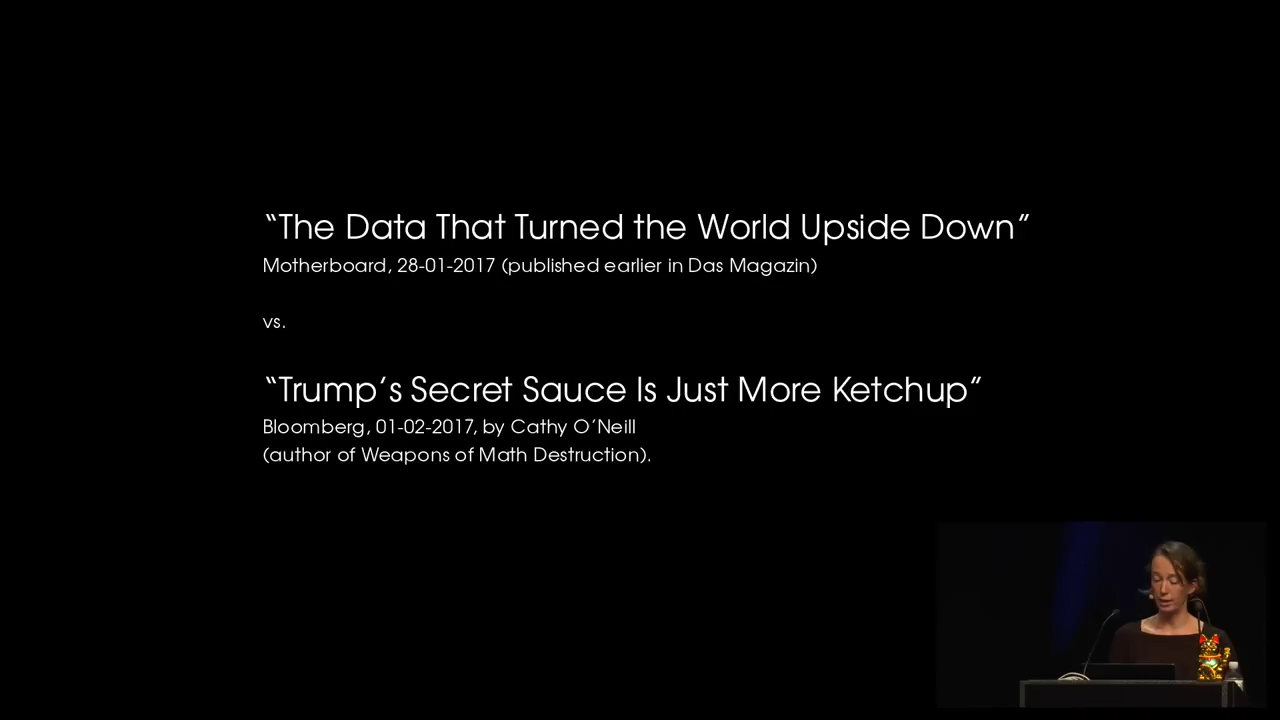 “The Data That Turned the World Upside Down”
Motherboard, 28-01-2017 (published earlier in Das Magazin)
vs.
“Trump’s Secret Sauce Is Just More Ketchup”
Bloomberg, 01-02-2017, by Cathy O’Neill
(author of Weapons of Math Destruction).